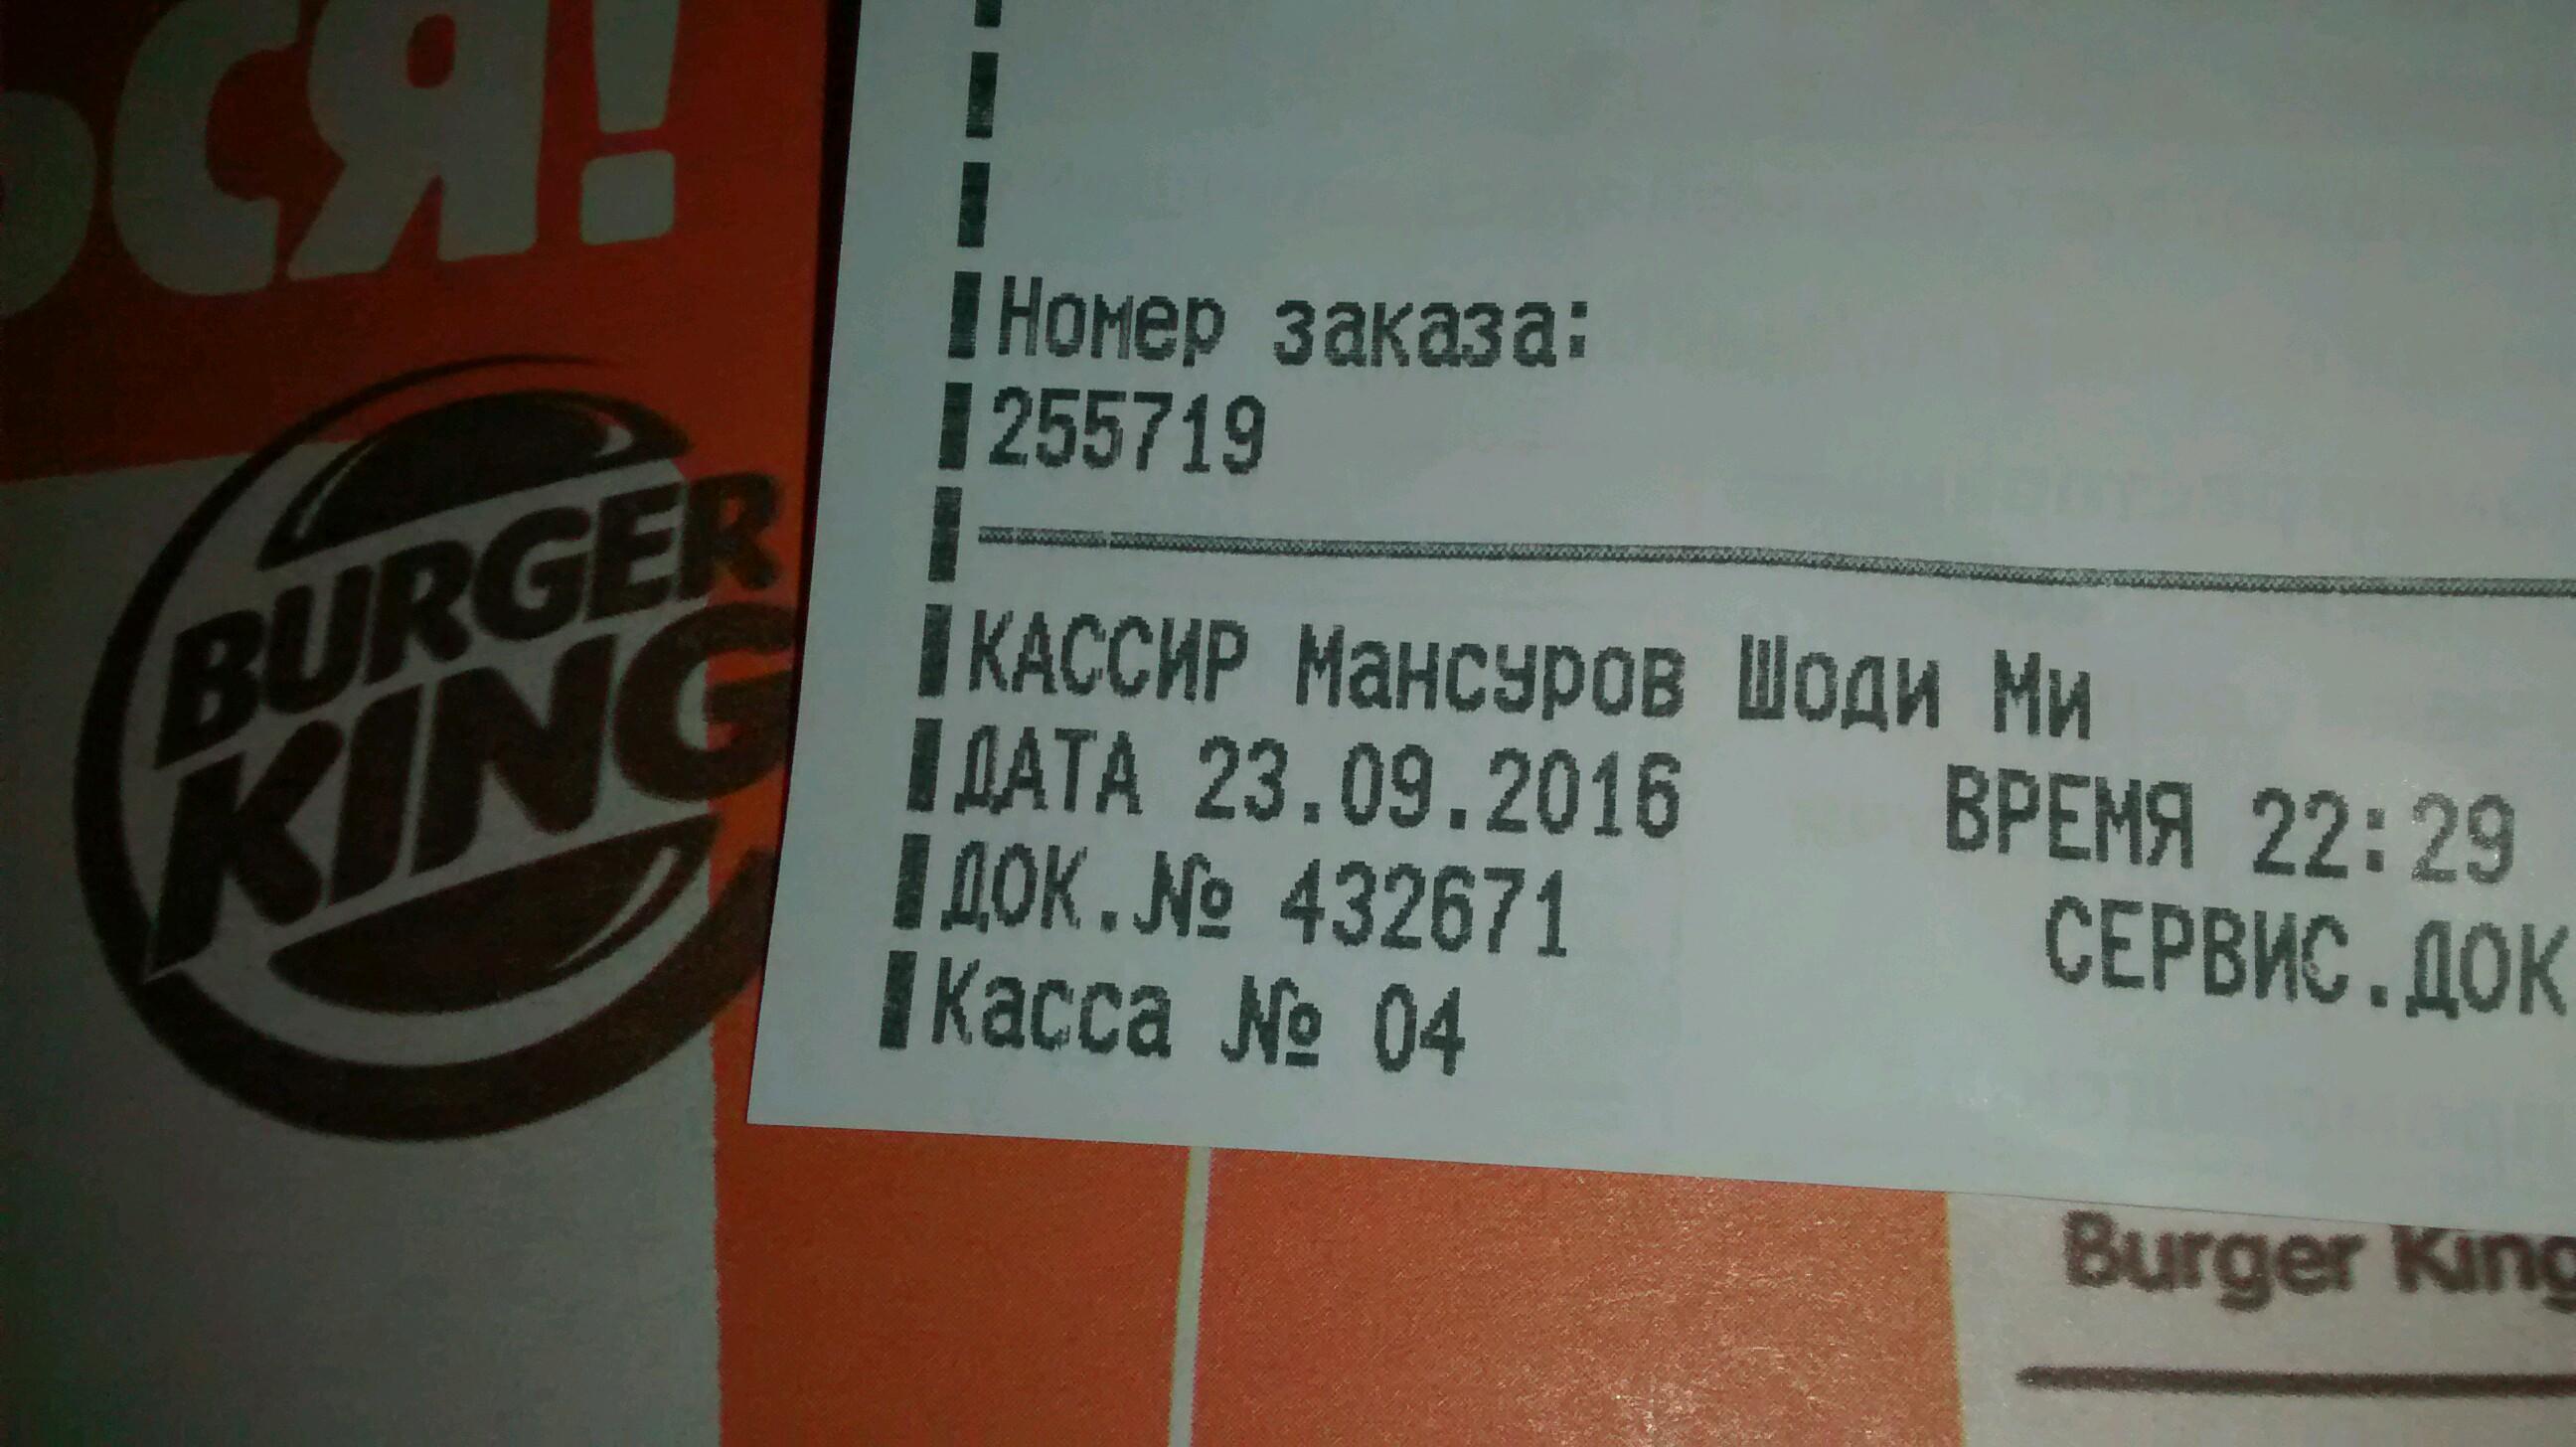 ЬСЯ!
BURGER
KING
Номер заказа:
255719
КАССИР Мансуров Шоди Ми
ДАТА 23.09.2016 ВРЕМЯ 22:29
ДОК.№ 432671 СЕРВИС.ДОК
Касса № 04
Burger King